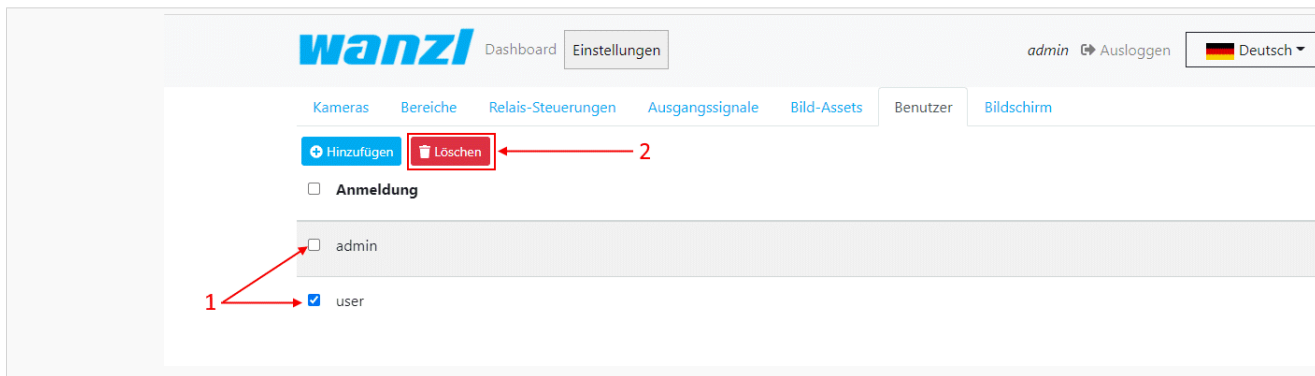 wanzl Dashboard Einstellungen admin Ausloggen Deutsch
Kameras Bereiche Relais-Steuerungen Ausgangssignale Bild-Assets Benutzer Bildschirm
Hinzufügen Löschen 2
Anmeldung
admin
1 user